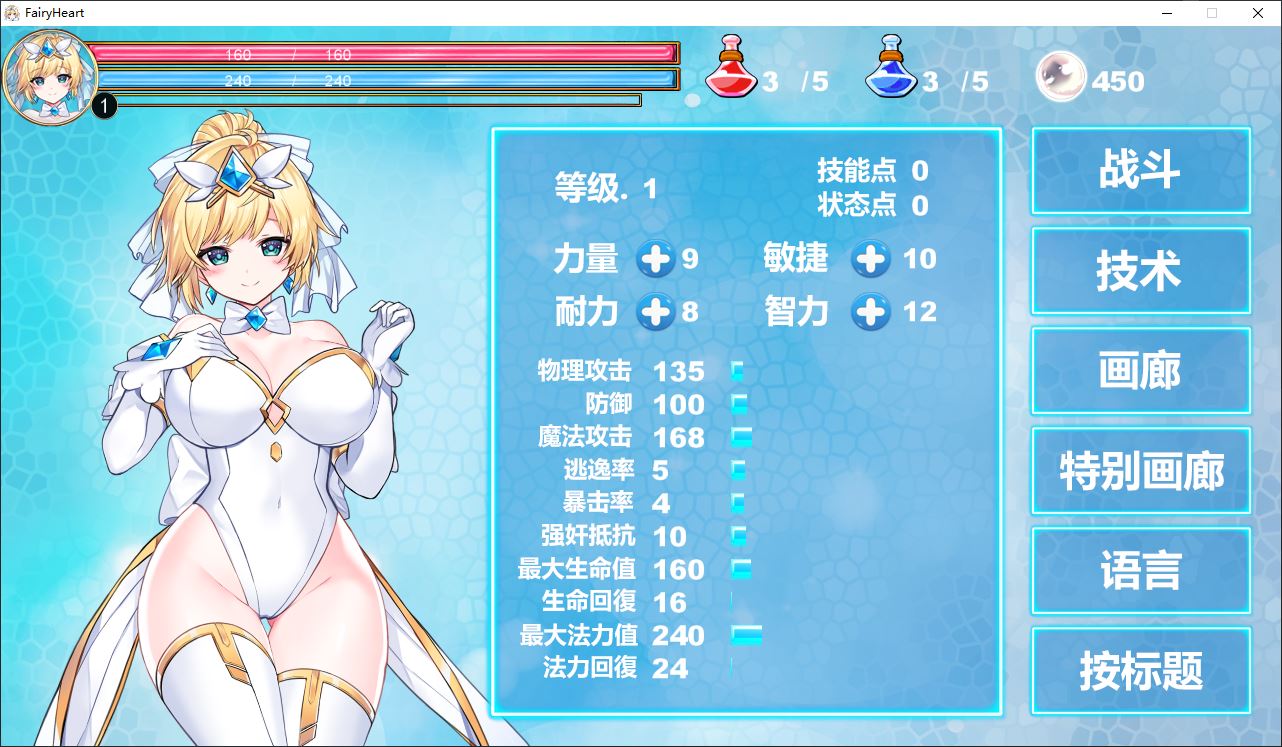 FairyHeart
160 / 160
240 / 240
1
3 /5
3 /5
450
等级. 1
技能点 0
状态点 0
力量 9
敏捷 10
耐力 8
智力 12
物理攻击 135
防御 100
魔法攻击 168
逃逸率 5
暴击率 4
强奸抵抗 10
最大生命值 160
生命回復 16
最大法力值 240
法力回復 24
战斗
技术
画廊
特别画廊
语言
按标题